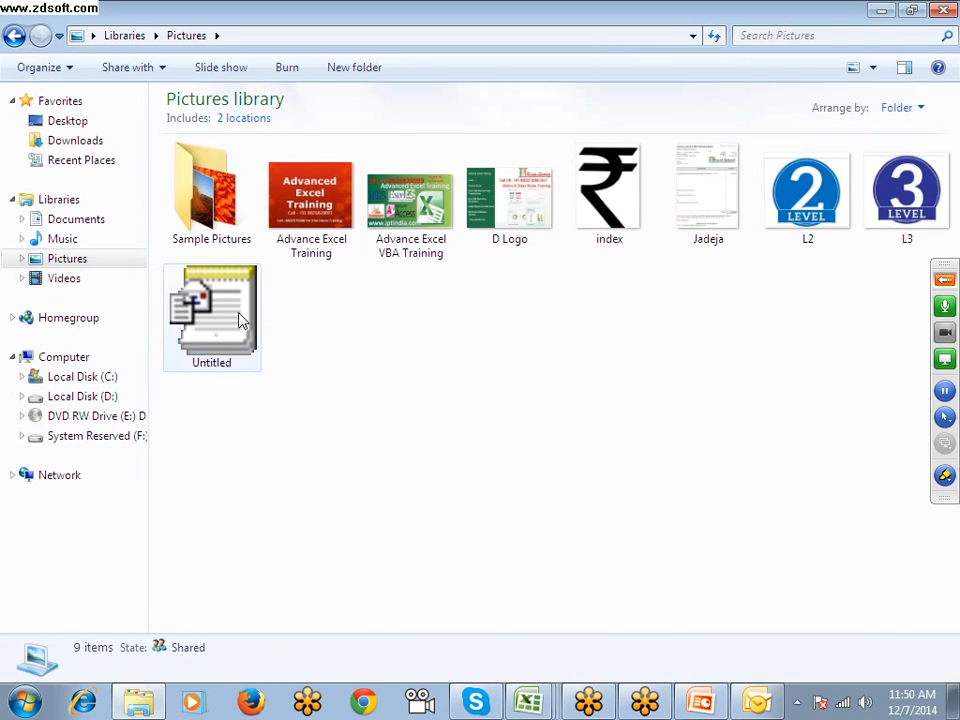 www.zdsoft.com
Libraries
Pictures
Search Pictures
Organize
Share with
Slide show
Burn
New folder
Favorites
Desktop
Downloads
Recent Places
Libraries
Documents
Music
Pictures
Videos
Homegroup
Computer
Local Disk (C:)
Local Disk (D:)
DVD RW Drive (E:) D
System Reserved (F:
Network
Pictures library
Includes: 2 locations
Arrange by: Folder
Advanced
Excel
Training
LEVEL 2
LEVEL 3
Sample Pictures
Advance Excel
Training
Advance Excel
VBA Training
D Logo
index
Jadeja
L2
L3
Untitled
9 items State: Shared
11:50 AM
12/7/2014